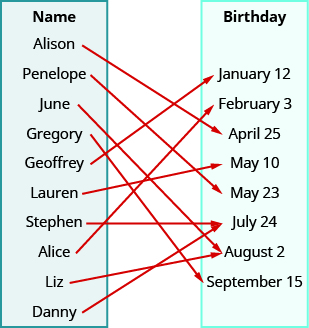 Name
Alison
Penelope
June
Gregory
Geoffrey
Lauren
Stephen
Alice
Liz
Danny
Birthday
January 12
February 3
April 25
May 10
May 23
July 24
August 2
September 15